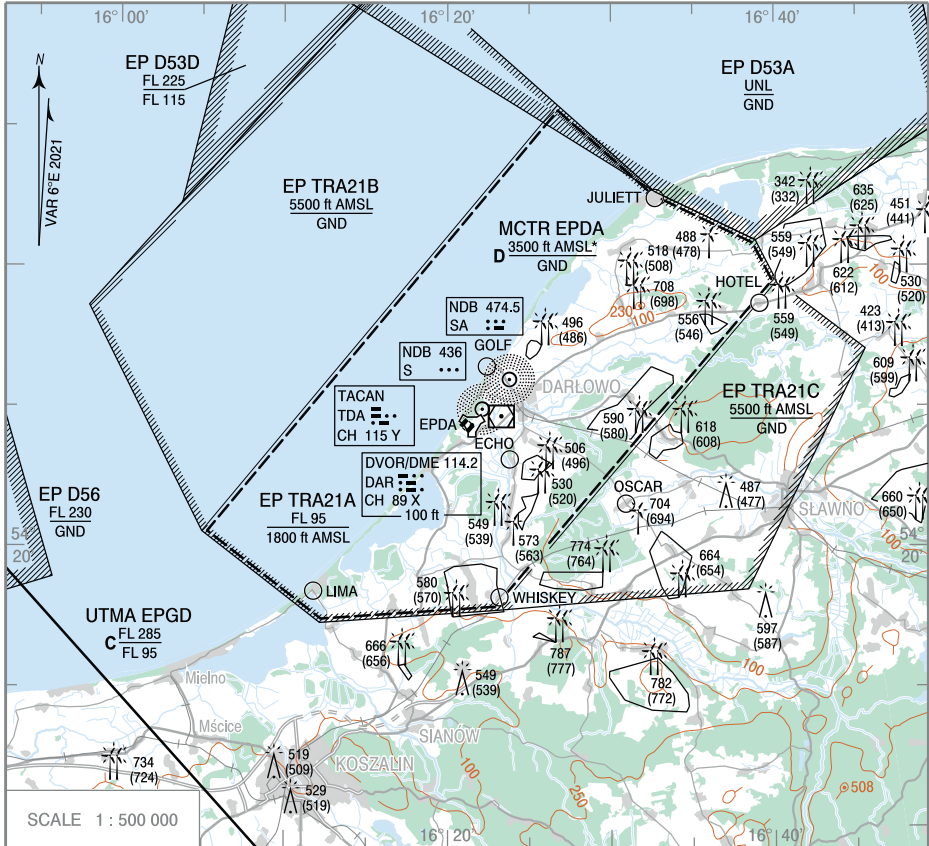 16° 00'
16° 20'
16° 40'
N
VAR 6°E 2021
EP D53D
FL 225
FL 115
EP D53A
UNL
GND
EP TRA21B
5500 ft AMSL
GND
JULIETT
342
(332)
635
(625)
451
(441)
MCTR EPDA
D 3500 ft AMSL*
GND
488
(478)
518
(508)
559
(549)
622
(612)
100
530
(520)
HOTEL
708
(698)
230
100
556
(546)
559
(549)
423
(413)
609
(599)
100
NDB 474.5
SA
GOLF
496
(486)
NDB 436
S
DARŁOWO
TACAN
TDA
CH 115 Y
EPDA
ECHO
EP TRA21C
5500 ft AMSL
GND
590
(580)
618
(608)
506
(496)
530
(520)
DVOR/DME 114.2
DAR
CH 89 X
100 ft
EP D56
FL 230
GND
EP TRA21A
FL 95
1800 ft AMSL
549
(539)
573
(563)
OSCAR
704
(694)
487
(477)
SŁAWNO
660
(650)
54°
20'
54°
20'
100
774
(764)
664
(654)
LIMA
580
(570)
WHISKEY
597
(587)
UTMA EPGD
C FL 285
FL 95
666
(656)
787
(777)
100
782
(772)
549
(539)
Mielno
Mścice
SIANÓW
KOSZALIN
734
(724)
519
(509)
529
(519)
100
250
508
SCALE 1 : 500 000
16° 20'
16° 40'